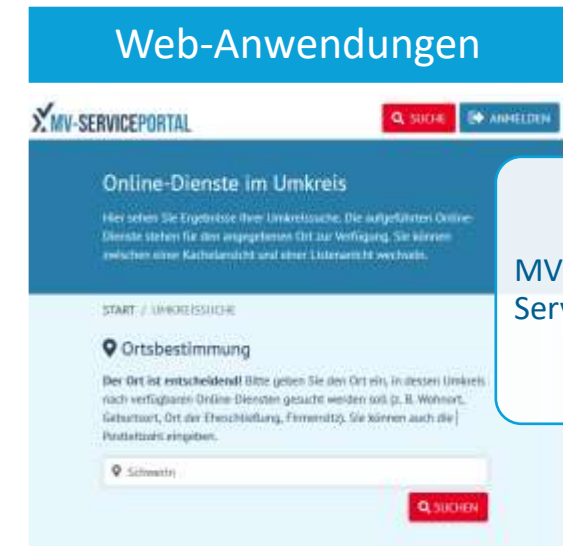 Web-Anwendungen
MV-SERVICEPORTAL
SUCHE
ANMELDEN
Online-Dienste im Umkreis
Hier sehen Sie Ergebnisse Ihrer Umkreissuche. Die aufgeführten Online-
Dienste stehen für den angegebenen Ort zur Verfügung. Sie können
zwischen einer Kachelansicht und einer Listenansicht wechseln.
MV
Serv
START / UMKREISSUCHE
Ortsbestimmung
Der Ort ist entscheidend! Bitte geben Sie den Ort ein, in dessen Umkreis
nach verfügbaren Online-Diensten gesucht werden soll (z. B. Wohnort,
Geburtsort, Ort der Eheschließung, Firmensitz). Sie können auch die
Postleitzahl eingeben.
Schwerin
SUCHEN